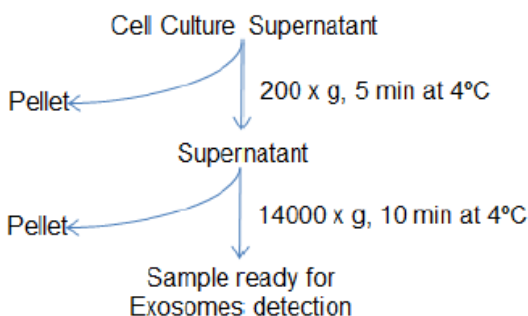 Cell Culture Supernatant
Pellet
200 x g, 5 min at 4ºC
Supernatant
Pellet
14000 x g, 10 min at 4ºC
Sample ready for
Exosomes detection